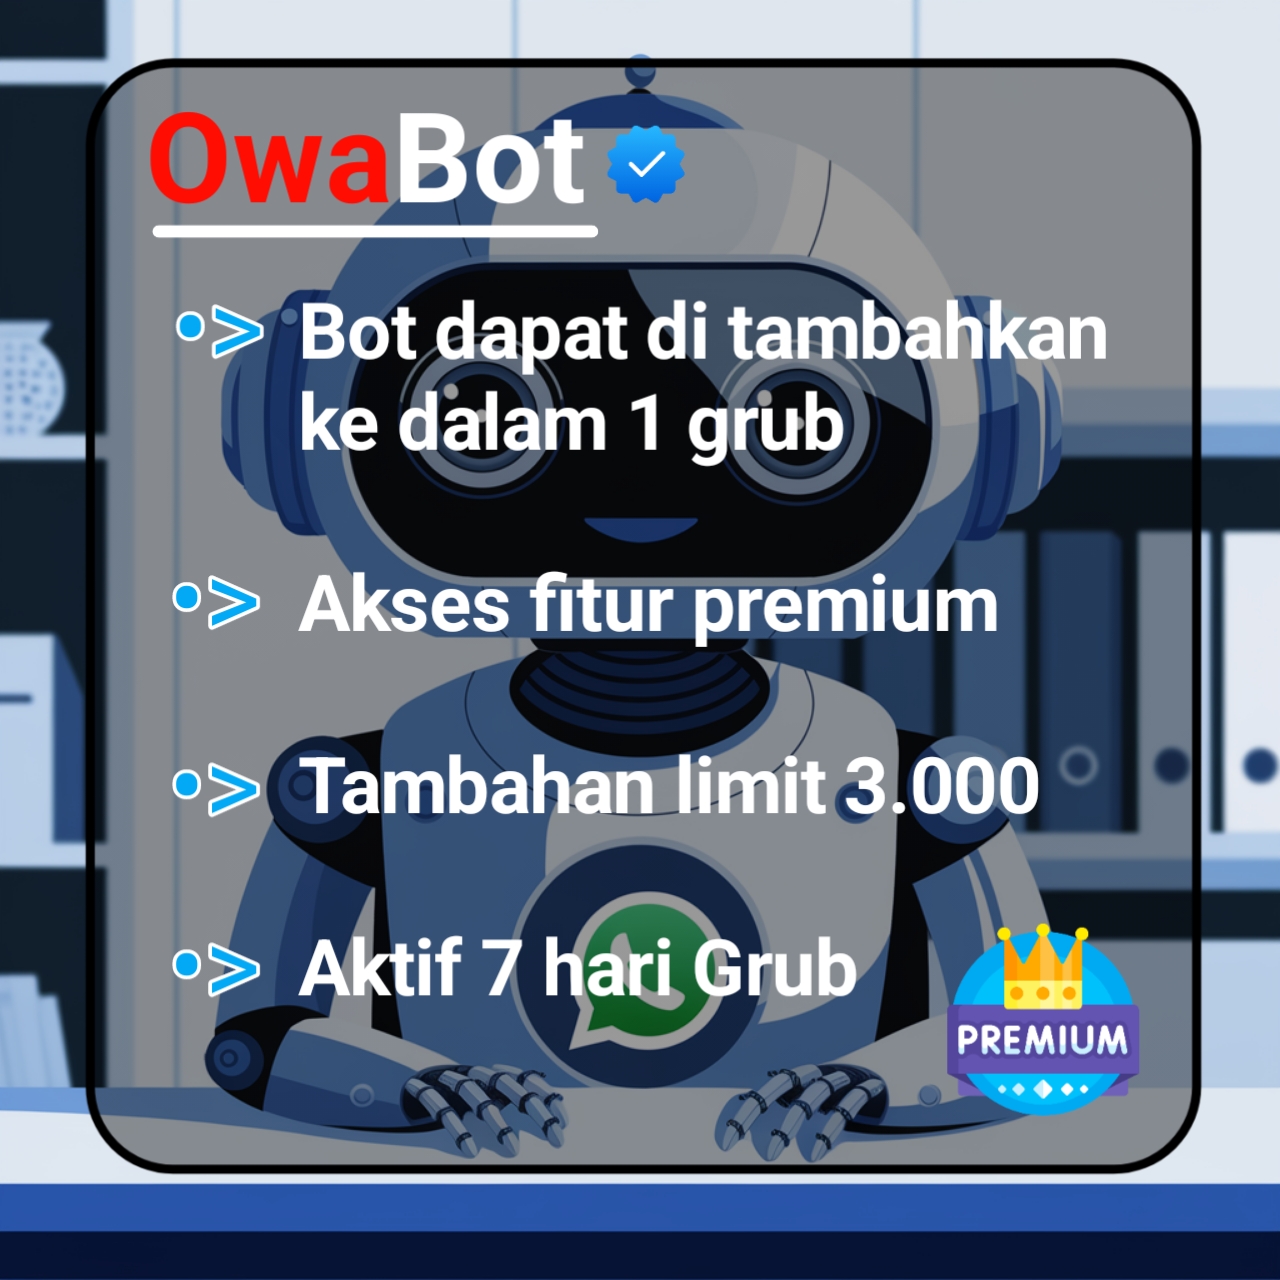 OwaBot
•> Bot dapat di tambahkan
ke dalam 1 grub
•> Akses fitur premium
•> Tambahan limit 3.000
•> Aktif 7 hari Grub
PREMIUM